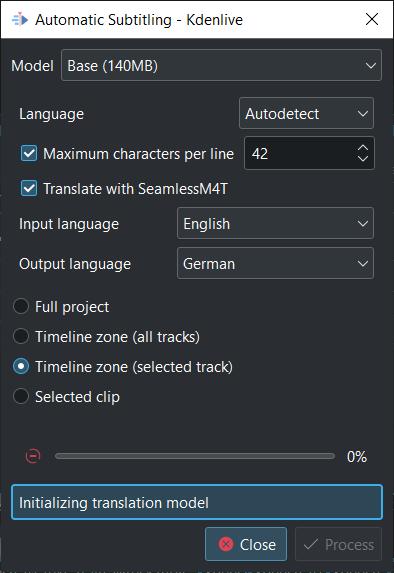 Automatic Subtitling - Kdenlive
Model Base (140MB)
Language Autodetect
Maximum characters per line 42
Translate with SeamlessM4T
Input language English
Output language German
Full project
Timeline zone (all tracks)
Timeline zone (selected track)
Selected clip
0%
Initializing translation model
Close Process